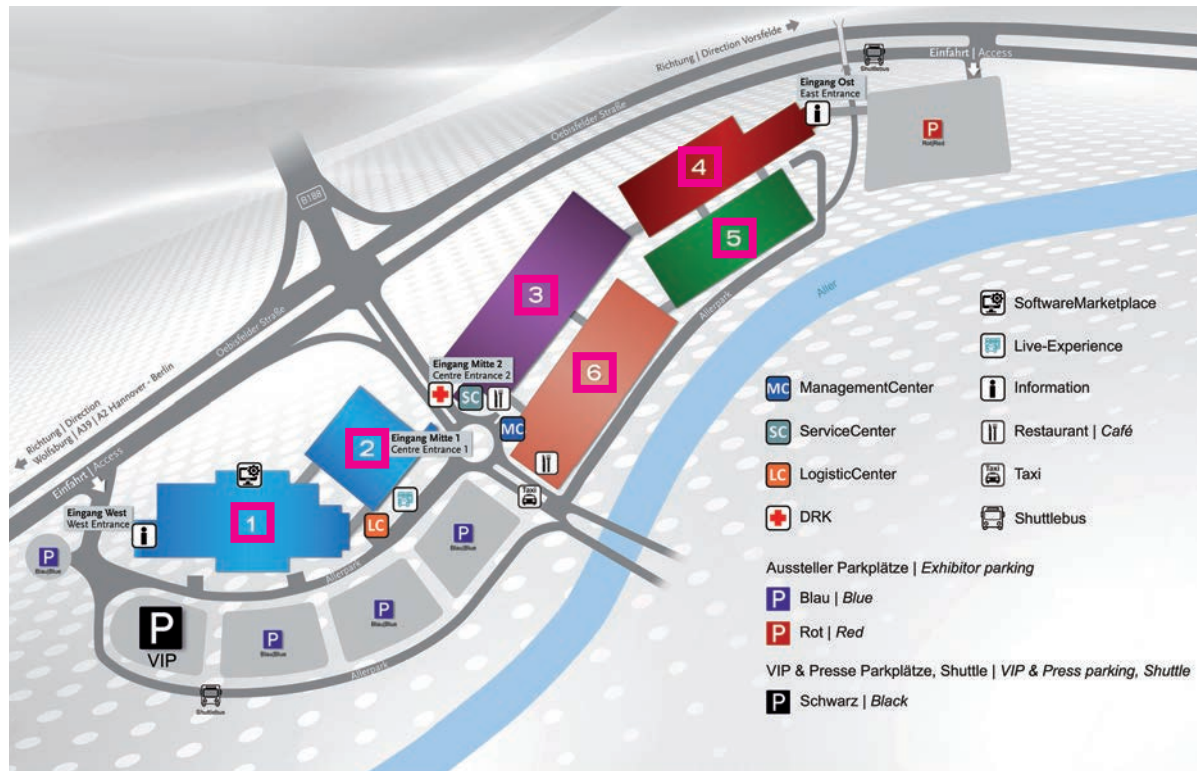 Richtung | Direction Vorsfelde
Shuttlebus
Einfahrt | Access
Eingang Ost
East Entrance
i
P
Rot|Red
Oebisfelder Straße
B188
4
5
3
6
Allerpark
Aller
Oebisfelder Straße
Richtung | Direction
Wolfsburg | A39 | A2 Hannover - Berlin
Einfahrt | Access
Eingang Mitte 2
Centre Entrance 2
SC
MC
Eingang Mitte 1
Centre Entrance 1
2
Taxi
LC
1
Eingang West
West Entrance
i
P
Blau|Blue
P
Blau|Blue
P
Blau|Blue
P
Blau|Blue
Allerpark
P
VIP
Allerpark
Shuttlebus
SoftwareMarketplace
Live-Experience
MC ManagementCenter
i Information
SC ServiceCenter
Restaurant | Café
LC LogisticCenter
Taxi Taxi
DRK
Shuttlebus
Aussteller Parkplätze | Exhibitor parking
P Blau | Blue
P Rot | Red
VIP & Presse Parkplätze, Shuttle | VIP & Press parking, Shuttle
P Schwarz | Black